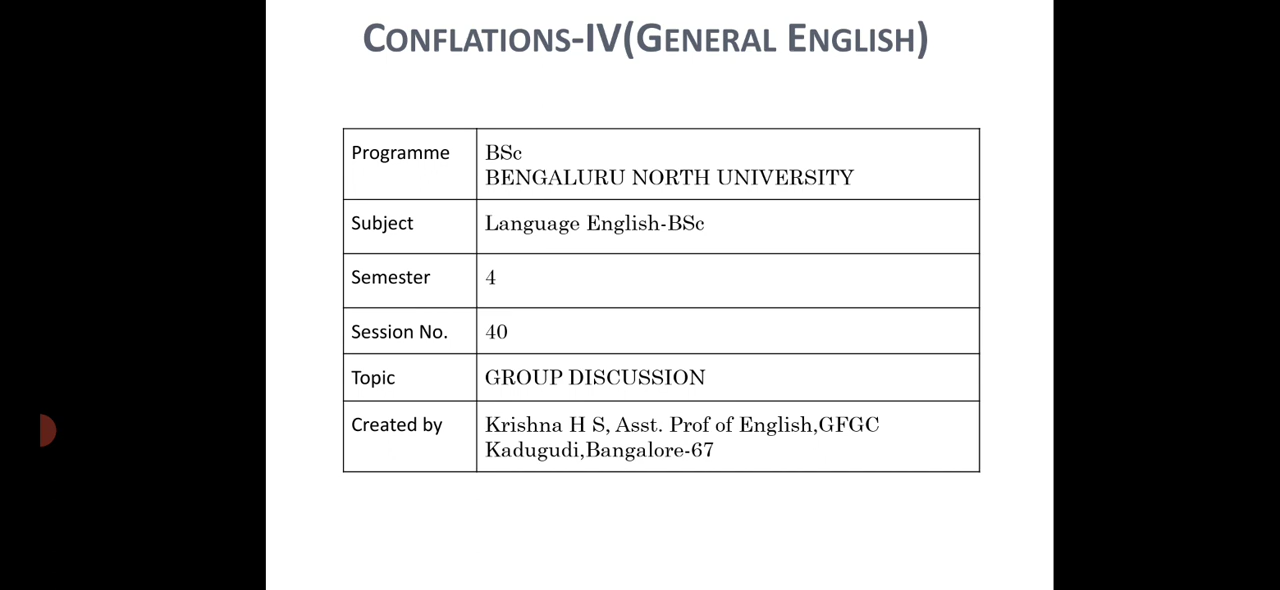 CONFLATIONS-IV(GENERAL ENGLISH)
Programme
BSc
BENGALURU NORTH UNIVERSITY
Subject
Language English-BSc
Semester
4
Session No.
40
Topic
GROUP DISCUSSION
Created by
Krishna H S, Asst. Prof of English,GFGC
Kadugudi,Bangalore-67